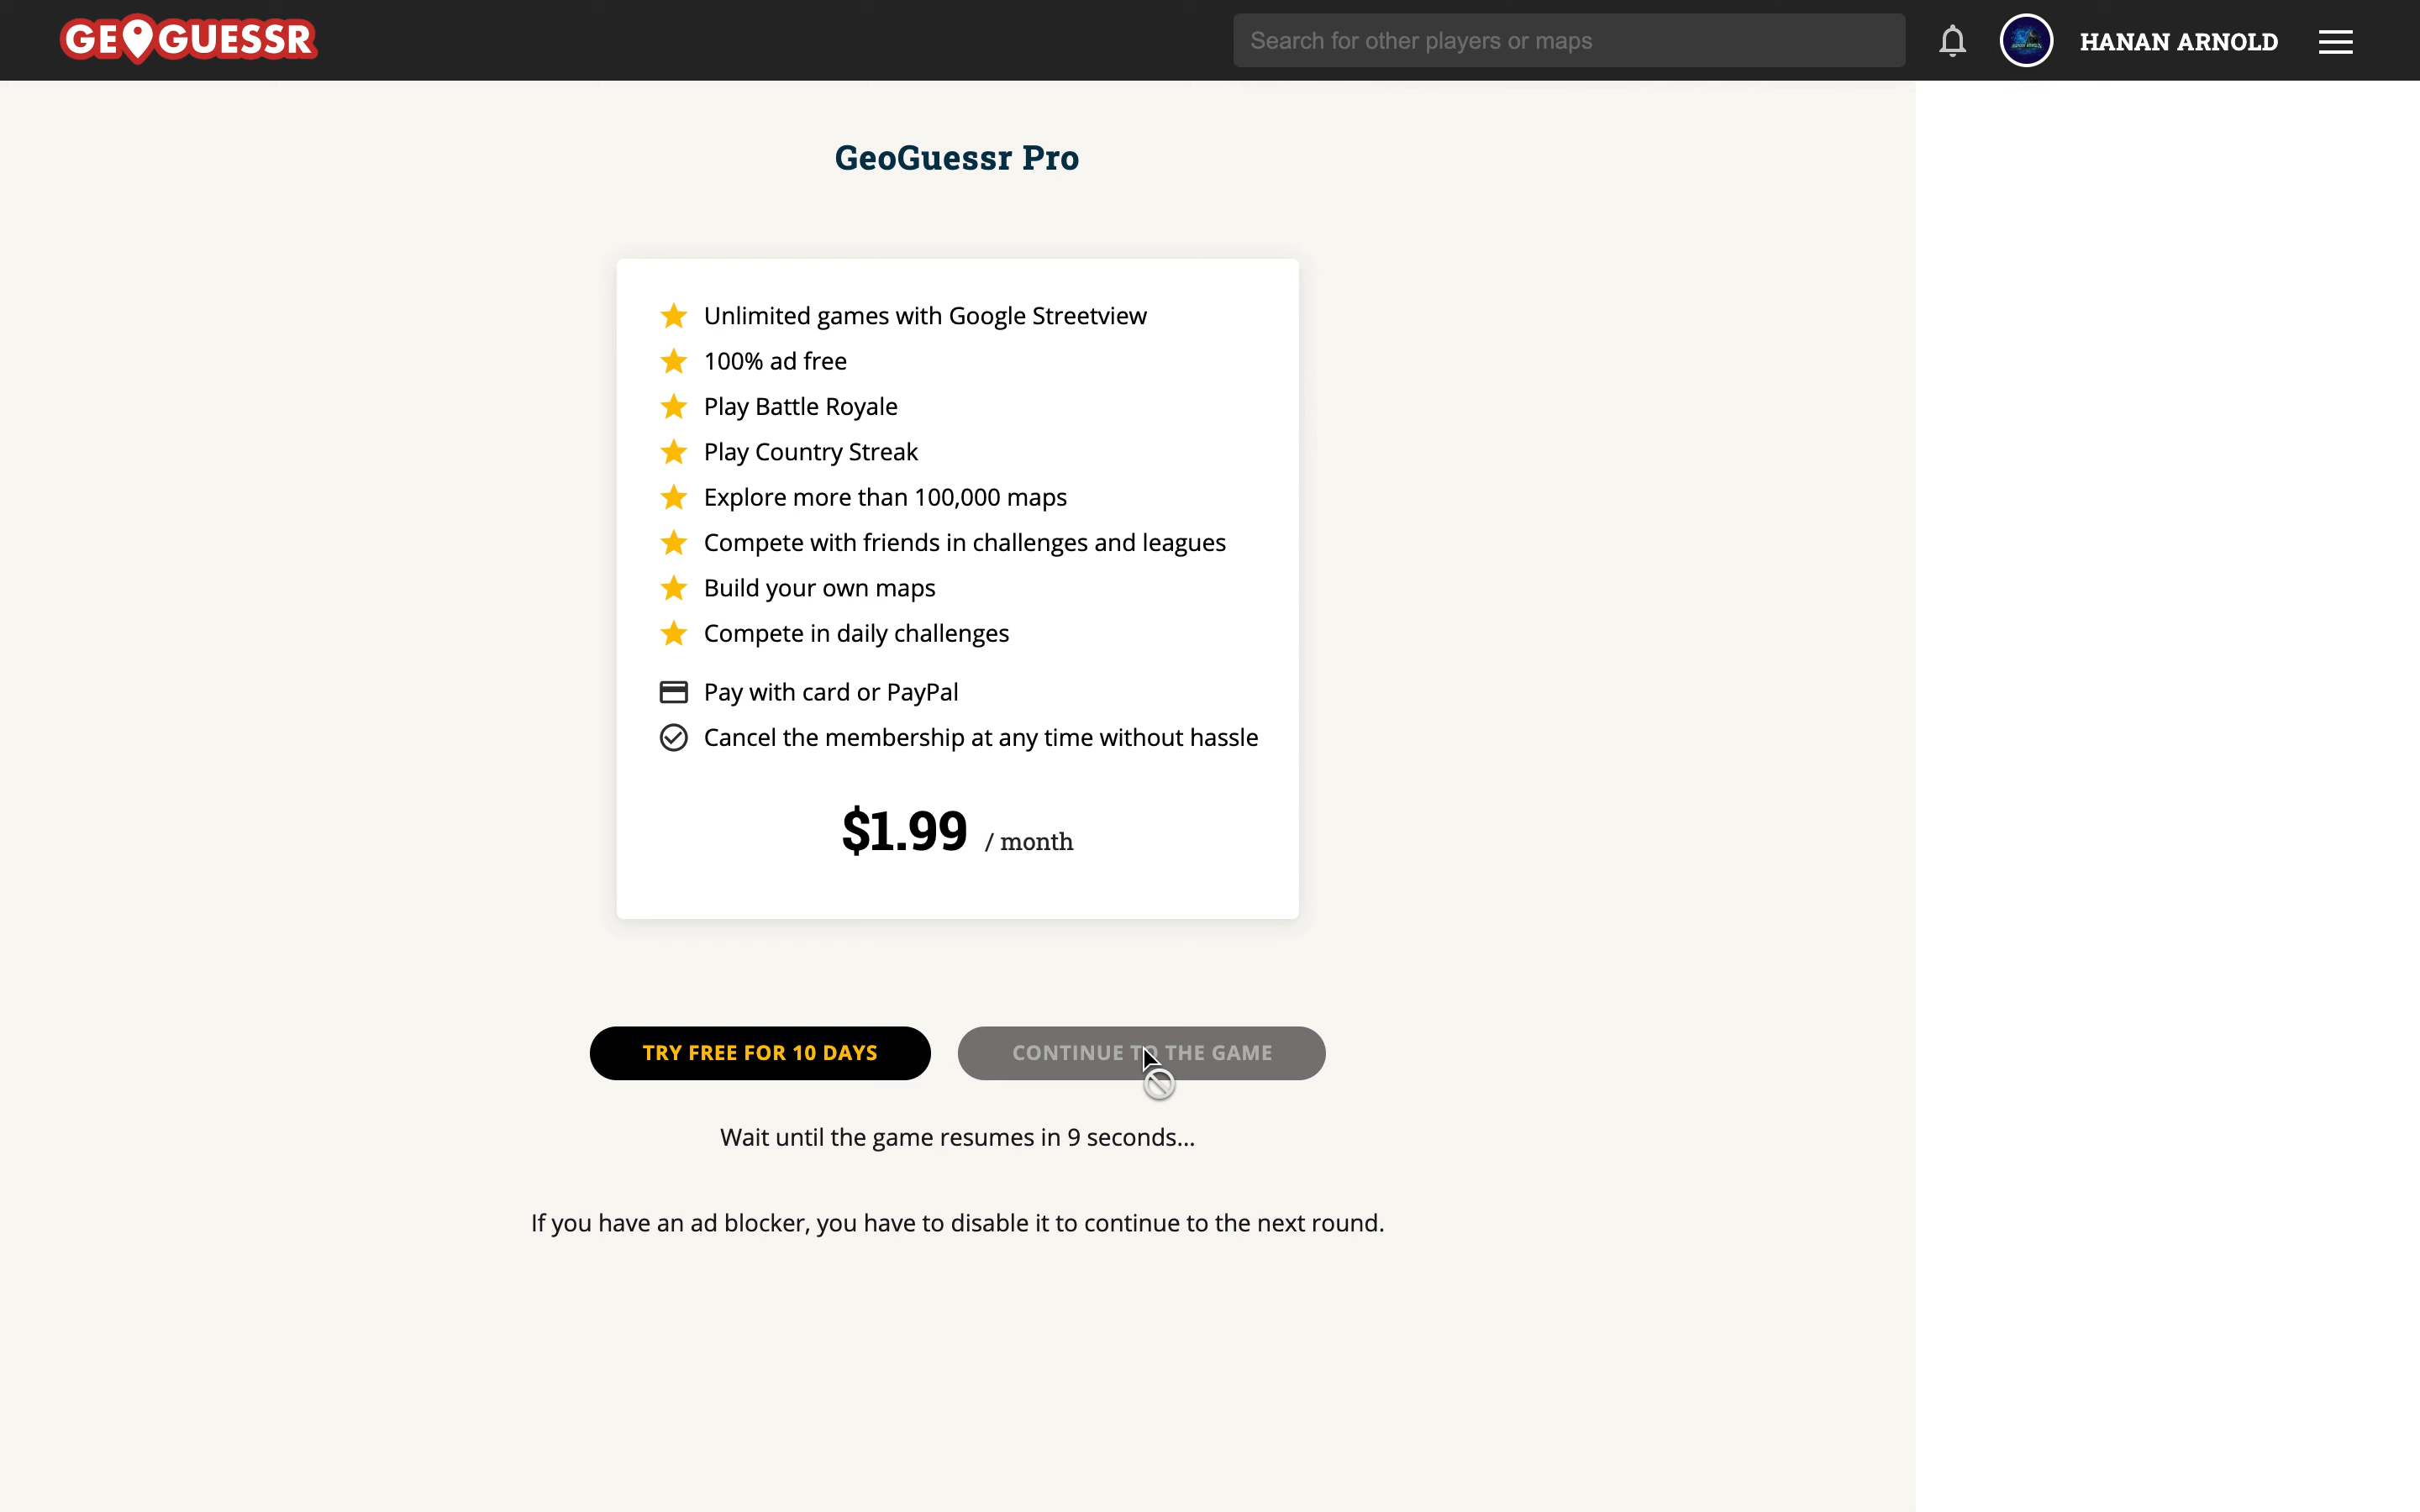 GEOGUESSR
Search for other players or maps
HANAN ARNOLD
GeoGuessr Pro
Unlimited games with Google Streetview
100% ad free
Play Battle Royale
Play Country Streak
Explore more than 100,000 maps
Compete with friends in challenges and leagues
Build your own maps
Compete in daily challenges
Pay with card or PayPal
Cancel the membership at any time without hassle
$1.99 / month
TRY FREE FOR 10 DAYS
CONTINUE TO THE GAME
Wait until the game resumes in 9 seconds...
If you have an ad blocker, you have to disable it to continue to the next round.